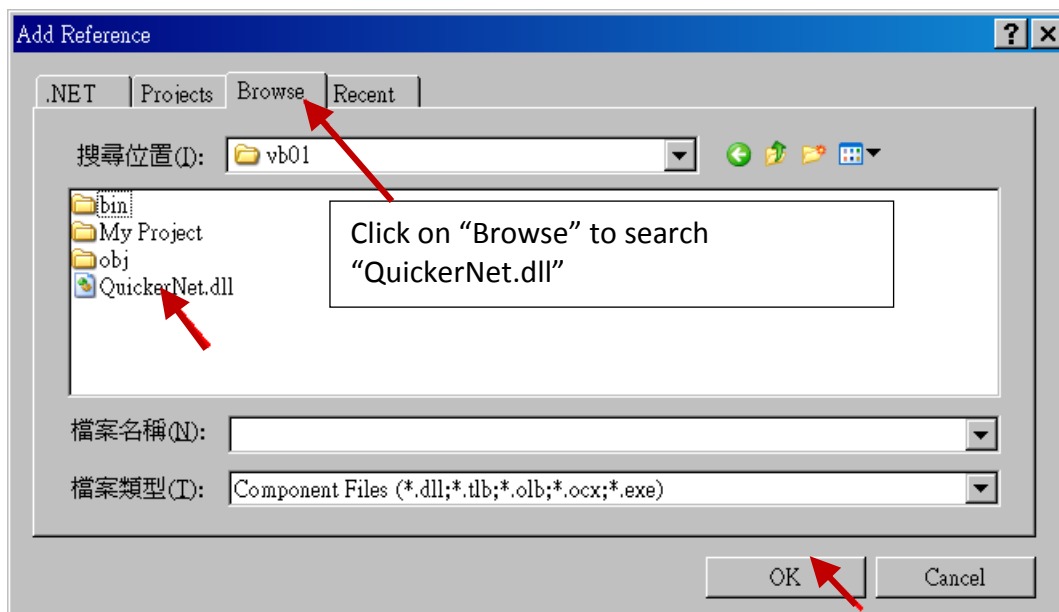 Add Reference
.NET Projects Browse Recent
搜尋位置(I): vb01
bin
My Project
obj
QuickerNet.dll
Click on “Browse” to search
“QuickerNet.dll”
檔案名稱(N):
檔案類型(T): Component Files (*.dll;*.tlb;*.olb;*.ocx;*.exe)
OK Cancel